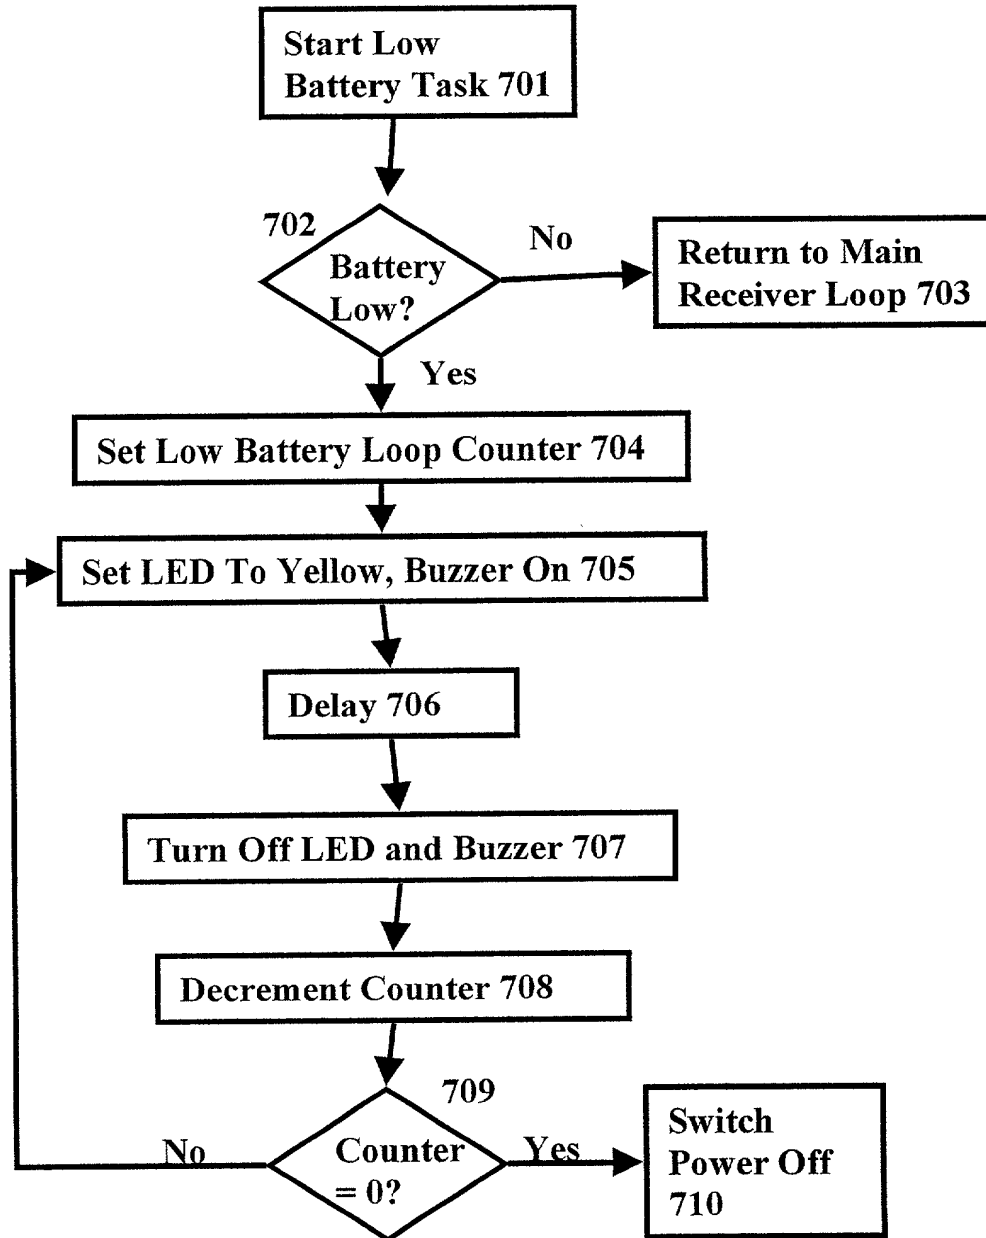 Start Low
Battery Task 701
702
Battery
Low?
No
Return to Main
Receiver Loop 703
Yes
Set Low Battery Loop Counter 704
Set LED To Yellow, Buzzer On 705
Delay 706
Turn Off LED and Buzzer 707
Decrement Counter 708
709
No
Counter
= 0?
Yes
Switch
Power Off
710